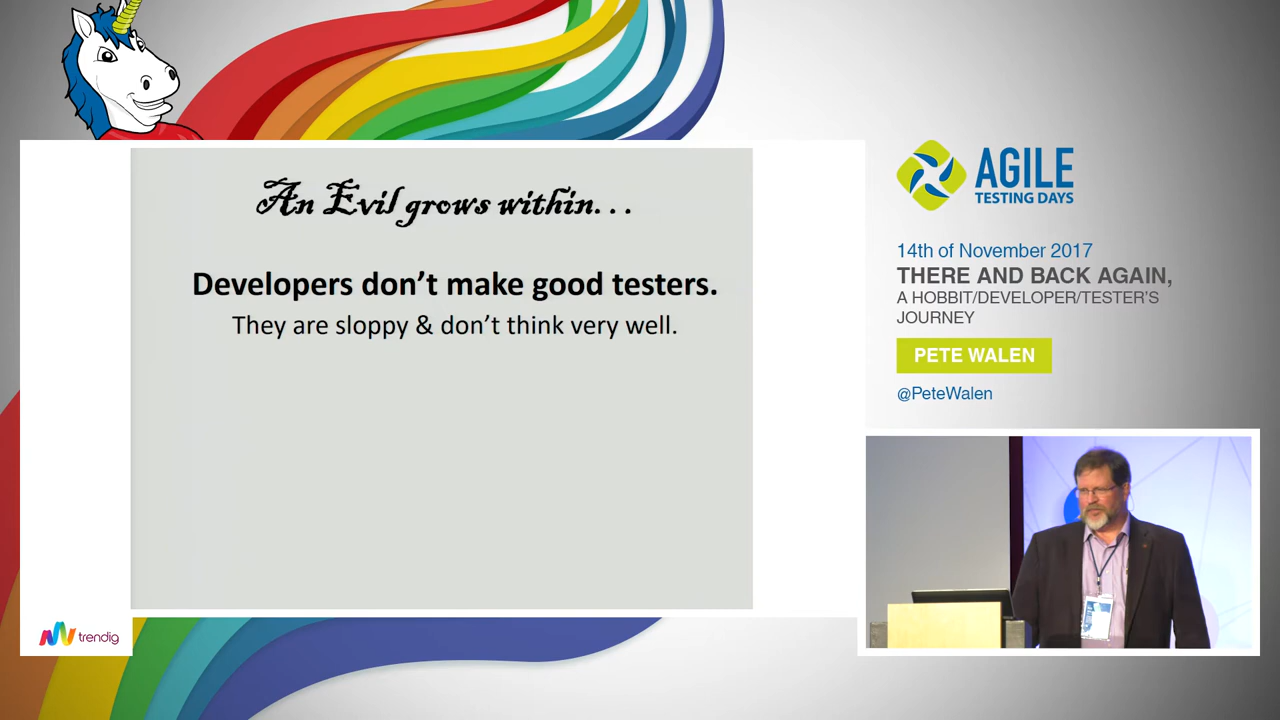 An Evil grows within...
Developers don't make good testers.
They are sloppy & don't think very well.
AGILE
TESTING DAYS
14th of November 2017
THERE AND BACK AGAIN,
A HOBBIT/DEVELOPER/TESTER'S
JOURNEY
PETE WALEN
@PeteWalen
trendig